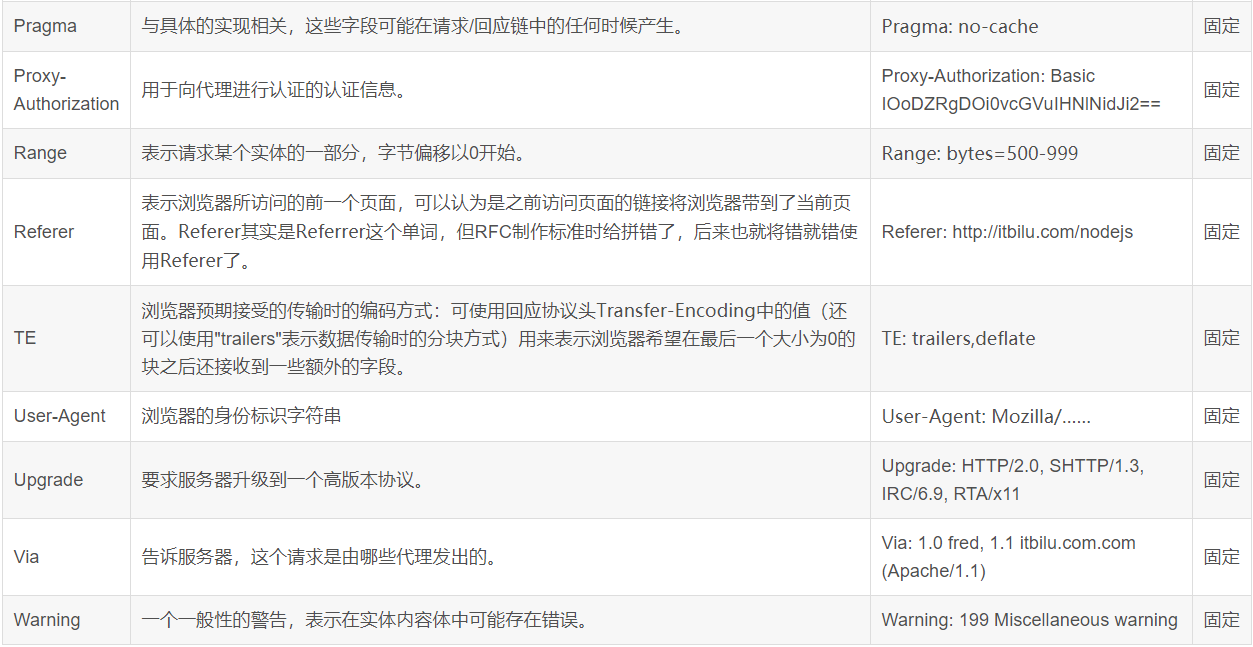 Pragma
与具体的实现相关，这些字段可能在请求/回应链中的任何时候产生。
Pragma: no-cache
固定
Proxy-
Authorization
用于向代理进行认证的认证信息。
Proxy-Authorization: Basic
IOoDZRgDOi0vcGVuIHNlNidJi2==
固定
Range
表示请求某个实体的一部分，字节偏移以0开始。
Range: bytes=500-999
固定
Referer
表示浏览器所访问的前一个页面，可以认为是之前访问页面的链接将浏览器带到了当前页
面。Referer其实是Referrer这个单词，但RFC制作标准时给拼错了，后来也就将错就错使
用Referer了。
Referer: http://itbilu.com/nodejs
固定
TE
浏览器预期接受的传输时的编码方式：可使用回应协议头Transfer-Encoding中的值（还
可以使用"trailers"表示数据传输时的分块方式）用来表示浏览器希望在最后一个大小为0的
块之后还接收到一些额外的字段。
TE: trailers,deflate
固定
User-Agent
浏览器的身份标识字符串
User-Agent: Mozilla/……
固定
Upgrade
要求服务器升级到一个高版本协议。
Upgrade: HTTP/2.0, SHTTP/1.3,
IRC/6.9, RTA/x11
固定
Via
告诉服务器，这个请求是由哪些代理发出的。
Via: 1.0 fred, 1.1 itbilu.com.com
(Apache/1.1)
固定
Warning
一个一般性的警告，表示在实体内容体中可能存在错误。
Warning: 199 Miscellaneous warning
固定